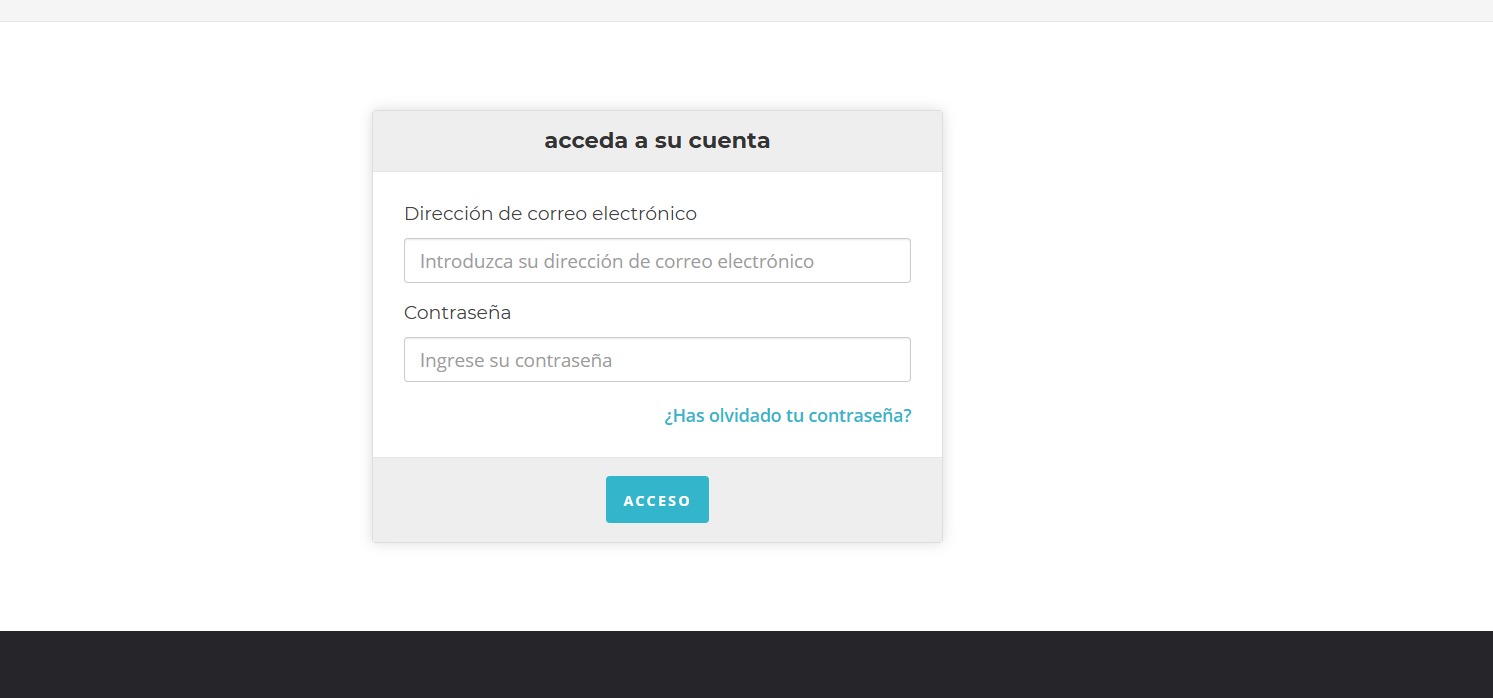 acceda a su cuenta
Dirección de correo electrónico
Introduzca su dirección de correo electrónico
Contraseña
Ingrese su contraseña
¿Has olvidado tu contraseña?
ACCESO